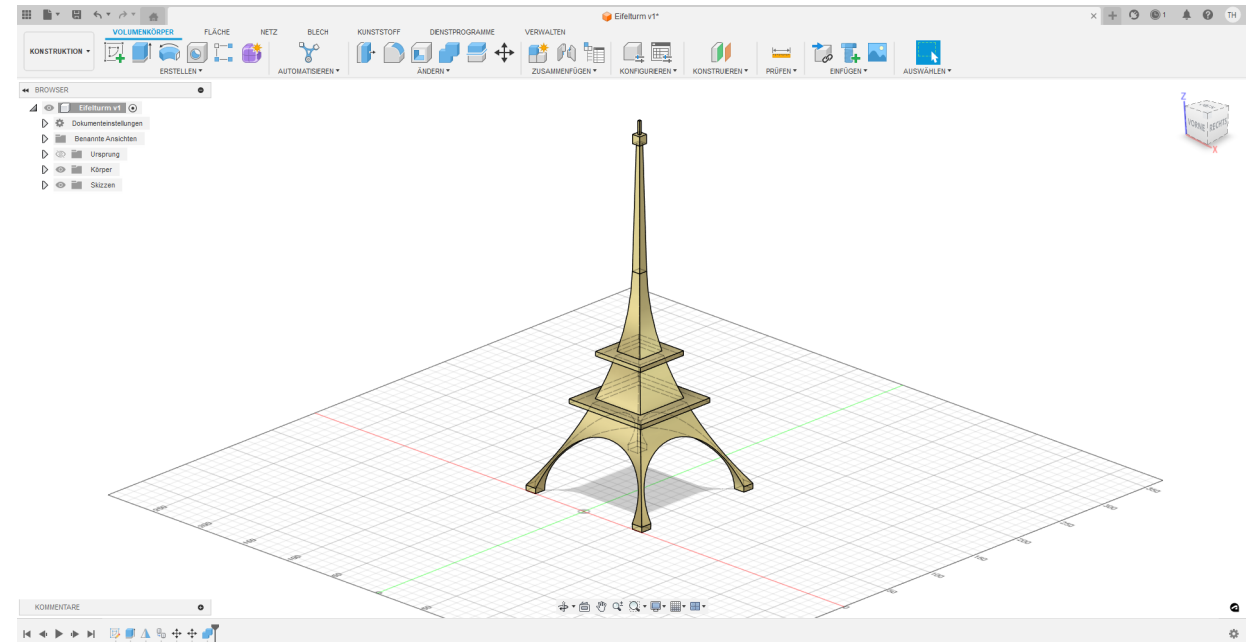 Eifelturm v1*
1
TH
KONSTRUKTION
VOLUMENKÖRPER
FLÄCHE
NETZ
BLECH
KUNSTSTOFF
DIENSTPROGRAMME
VERWALTEN
ERSTELLEN
AUTOMATISIEREN
ÄNDERN
ZUSAMMENFÜGEN
KONFIGURIEREN
KONSTRUIEREN
PRÜFEN
EINFÜGEN
AUSWÄHLEN
BROWSER
Eifelturm v1
Dokumenteinstellungen
Benannte Ansichten
Ursprung
Körper
Skizzen
Z
VORNE
RECHTS
X
KOMMENTARE